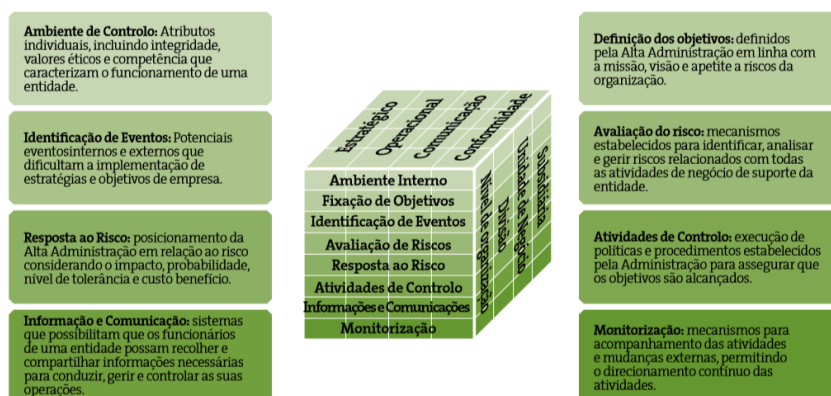 Ambiente de Controlo: Atributos
individuais, incluindo integridade,
valores éticos e competência que
caracterizam o funcionamento de uma
entidade.
Identificação de Eventos: Potenciais
eventosinternos e externos que
dificultam a implementação de
estratégias e objetivos de empresa.
Resposta ao Risco: posicionamento da
Alta Administração em relação ao risco
considerando o impacto, probabilidade,
nível de tolerância e custo benefício.
Informação e Comunicação: sistemas
que possibilitam que os funcionários
de uma entidade possam recolher e
compartilhar informações necessárias
para conduzir, gerir e controlar as suas
operações.
Estratégico
Operacional
Comunicação
Conformidade
Ambiente Interno
Fixação de Objetivos
Identificação de Eventos
Avaliação de Riscos
Resposta ao Risco
Atividades de Controlo
Informações e Comunicações
Monitorização
Nível de organização
Divisão
Unidade de Negócio
Subsidiária
Definição dos objetivos: definidos
pela Alta Administração em linha com
a missão, visão e apetite a riscos da
organização.
Avaliação do risco: mecanismos
estabelecidos para identificar, analisar
e gerir riscos relacionados com todas
as atividades de negócio de suporte da
entidade.
Atividades de Controlo: execução de
políticas e procedimentos estabelecidos
pela Administração para assegurar que
os objetivos são alcançados.
Monitorização: mecanismos para
acompanhamento das atividades
e mudanças externas, permitindo
o direcionamento contínuo das
atividades.